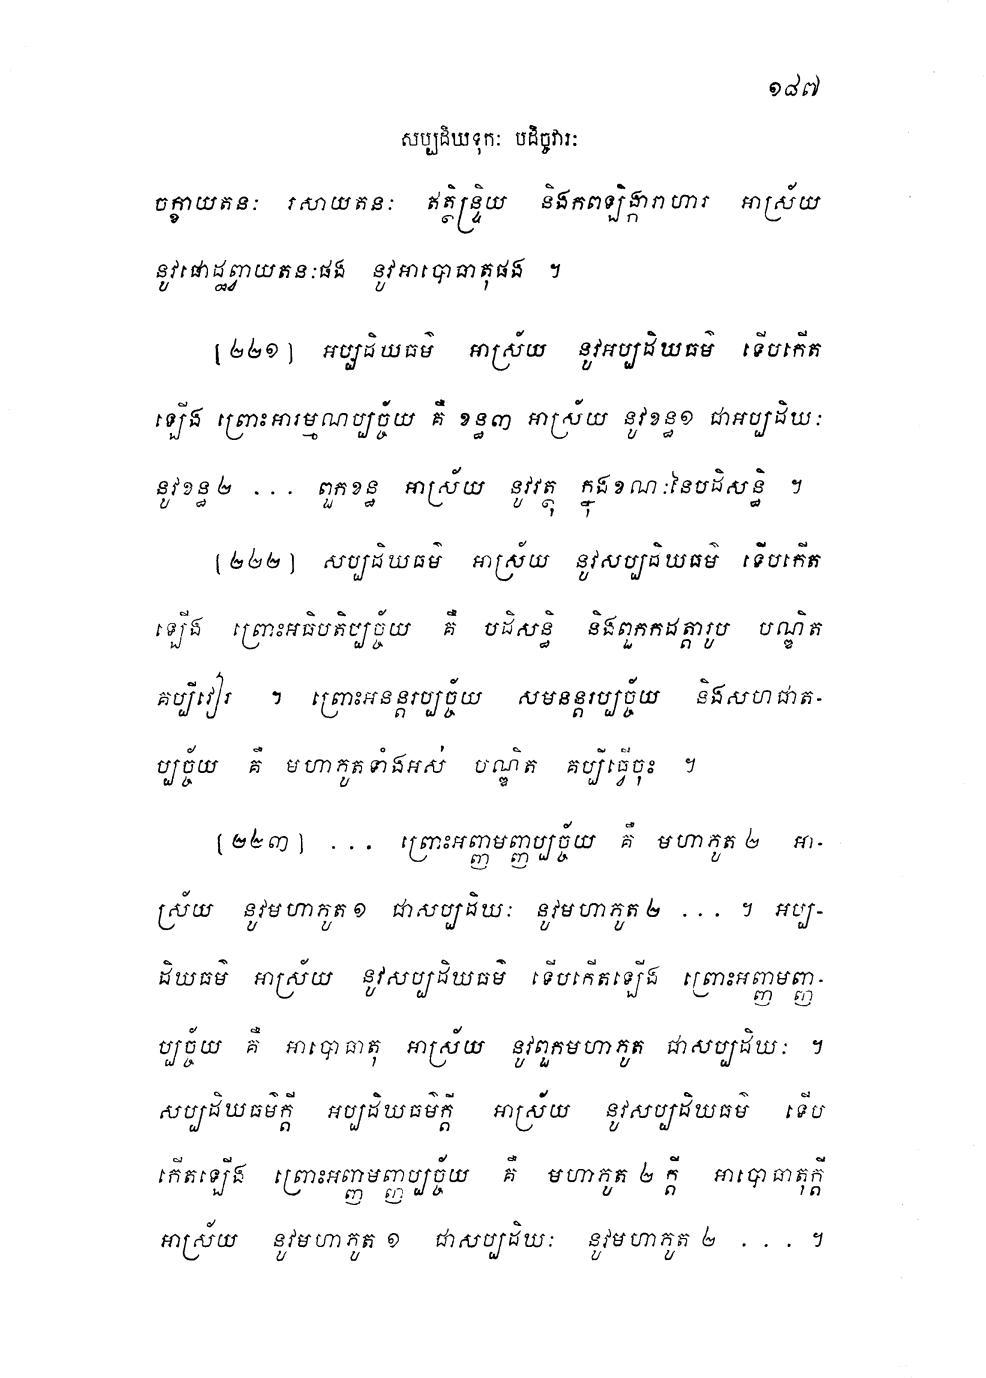 ១៨៧
សប្បដិឃទុកៈ បដិច្ចវារៈ
ចក្ខាយតនៈ រសាយតនៈ ឥត្ថិន្ទ្រិយ និងកពឡិង្ការាហារ អាស្រ័យ
នូវផោដ្ឋព្វាយតនៈផង នូវអាបោធាតុផង ។
[២២១] អប្បដិឃធម៌ អាស្រ័យ នូវអប្បដិឃធម៌ ទើបកើត
ឡើង ព្រោះអារម្មណប្បច្ច័យ គឺ ខន្ធ៣ អាស្រ័យ នូវខន្ធ១ ជាអប្បដិឃៈ
នូវខន្ធ២ ... ពួកខន្ធ អាស្រ័យ នូវវត្ថុ ក្នុងខណៈនៃបដិសន្ធិ ។
[២២២] សប្បដិឃធម៌ អាស្រ័យ នូវសប្បដិឃធម៌ ទើបកើត
ឡើង ព្រោះអធិបតិប្បច្ច័យ គឺ បដិសន្ធិ និងពួកកដត្តារូប បណ្ឌិត
គប្បីវៀរ ។ ព្រោះអនន្តរប្បច្ច័យ សមនន្តរប្បច្ច័យ និងសហជាត-
ប្បច្ច័យ គឺ មហាភូតទាំងអស់ បណ្ឌិត គប្បីធ្វើចុះ ។
[២២៣] ... ព្រោះអញ្ញមញ្ញប្បច្ច័យ គឺ មហាភូត២ អា-
ស្រ័យ នូវមហាភូត១ ជាសប្បដិឃៈ នូវមហាភូត២ ... ។ អប្ប-
ដិឃធម៌ អាស្រ័យ នូវសប្បដិឃធម៌ ទើបកើតឡើង ព្រោះអញ្ញមញ្ញ-
ប្បច្ច័យ គឺ អាបោធាតុ អាស្រ័យ នូវពួកមហាភូត ជាសប្បដិឃៈ ។
សប្បដិឃធម៌ក្ដី អប្បដិឃធម៌ក្ដី អាស្រ័យ នូវសប្បដិឃធម៌ ទើប
កើតឡើង ព្រោះអញ្ញមញ្ញប្បច្ច័យ គឺ មហាភូត ២ ក្ដី អាបោធាតុក្ដី
អាស្រ័យ នូវមហាភូត ១ ជាសប្បដិឃៈ នូវមហាភូត ២ ... ។